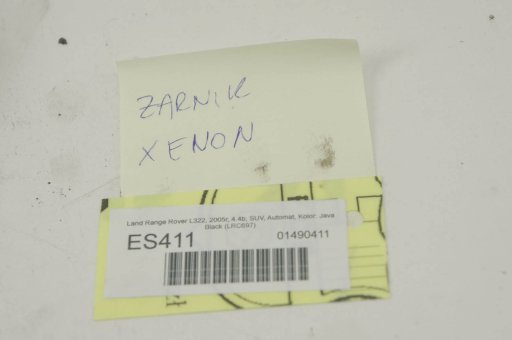 ZARNIK
XENON
Land Range Rover L322, 2005r, 4.4b, SUV, Automat, Kolor: Java
Black (LRC697)
ES411
01490411